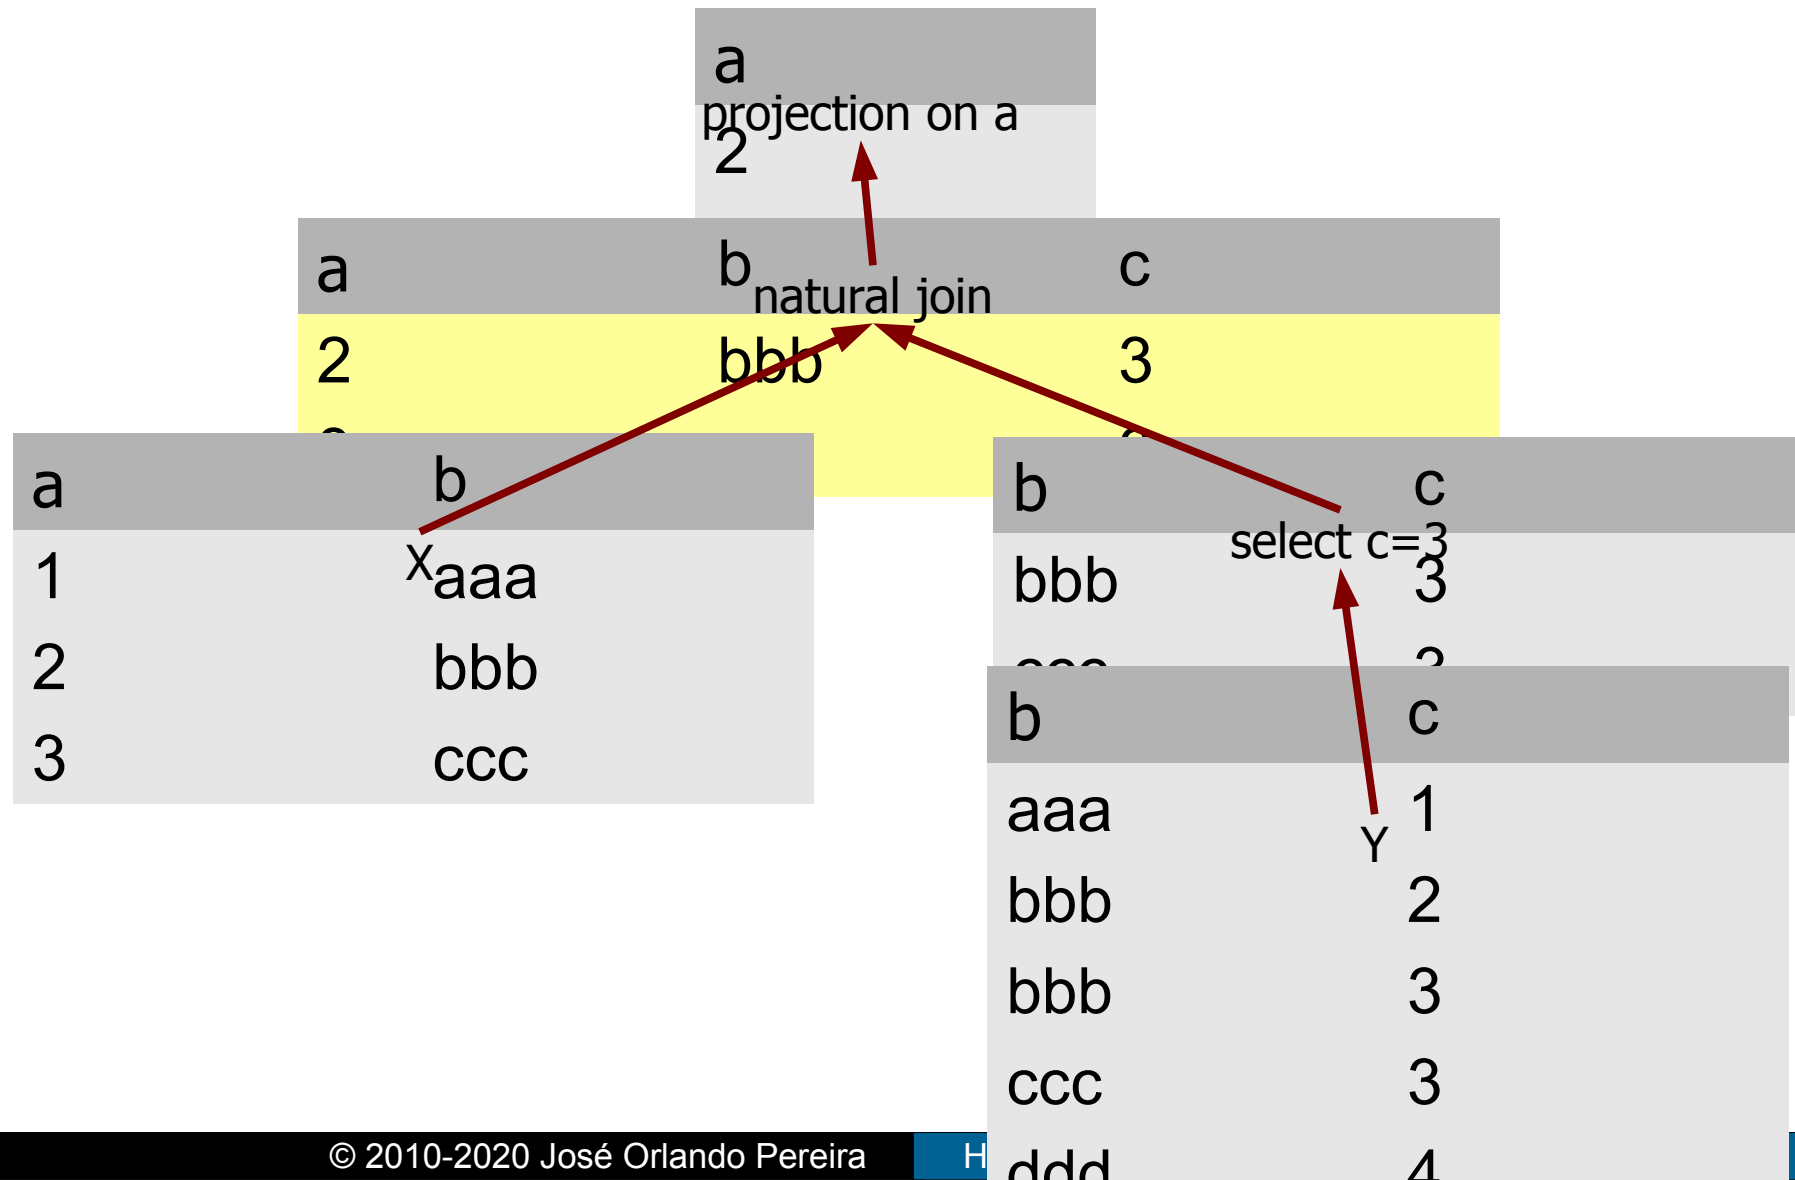 a
projection on a
2
a b c
natural join
2 bbb 3
a b
X
1 aaa
2 bbb
3 ccc
b c
select c=3
bbb 3
b c
aaa 1
Y
bbb 2
bbb 3
ccc 3
ddd 4
© 2010-2020 José Orlando Pereira H